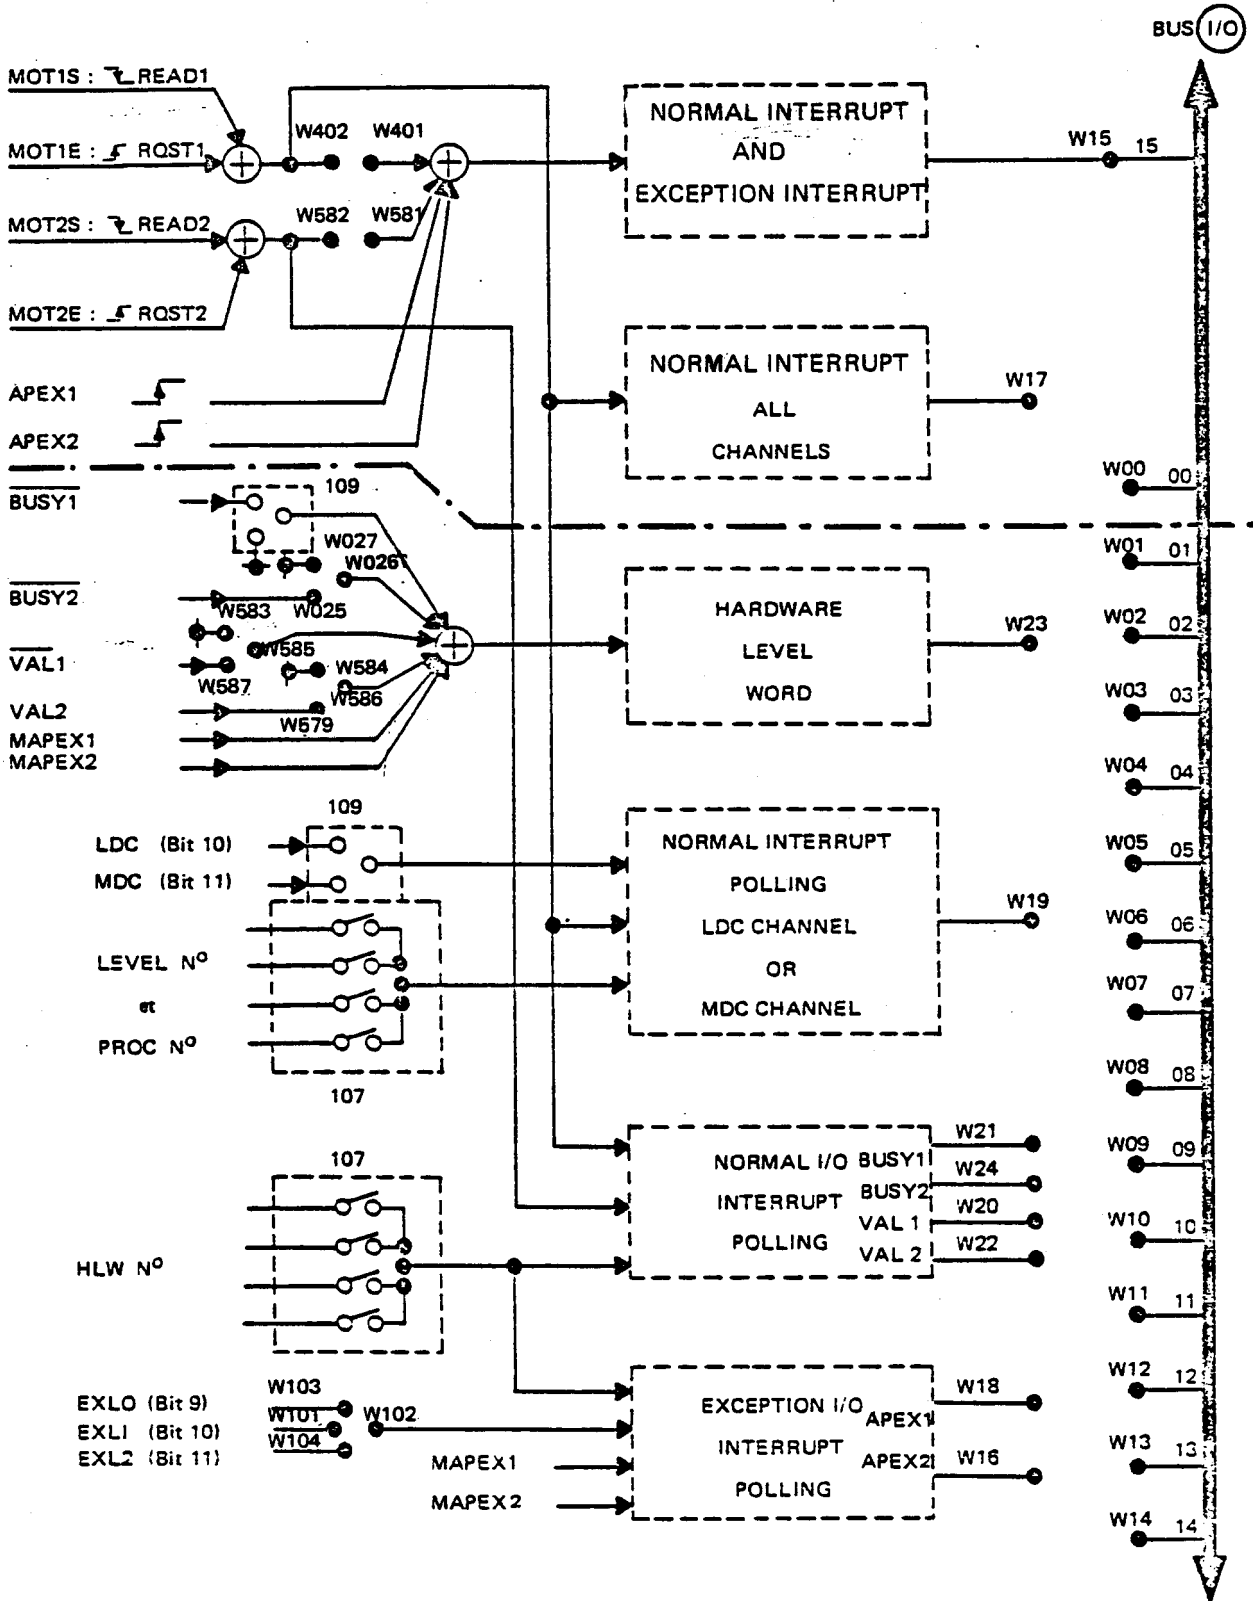 BUS I/O
MOT1S : READ1
MOT1E : RQST1
MOT2S : READ2
MOT2E : RQST2
APEX1
APEX2
W402 W401
W582 W581
NORMAL INTERRUPT
AND
EXCEPTION INTERRUPT
W15 15
NORMAL INTERRUPT
ALL
CHANNELS
W17
W00 00
BUSY1
109
W027
W026
BUSY2
W583 W025
VAL1
W585
W587
W584
W586
VAL2
W579
MAPEX1
MAPEX2
HARDWARE
LEVEL
WORD
W23
W01 01
W02 02
W03 03
W04 04
109
LDC (Bit 10)
MDC (Bit 11)
LEVEL Nº
et
PROC Nº
107
NORMAL INTERRUPT
POLLING
LDC CHANNEL
OR
MDC CHANNEL
W19
W05 05
W06 06
W07 07
W08 08
107
HLW Nº
NORMAL I/O BUSY1
INTERRUPT BUSY2
POLLING VAL 1
VAL 2
W21
W24
W20
W22
W09 09
W10 10
W11 11
EXLO (Bit 9)
EXLI (Bit 10)
EXL2 (Bit 11)
W103
W101 W102
W104
MAPEX1
MAPEX2
EXCEPTION I/O APEX1
INTERRUPT APEX2
POLLING
W18
W16
W12 12
W13 13
W14 14